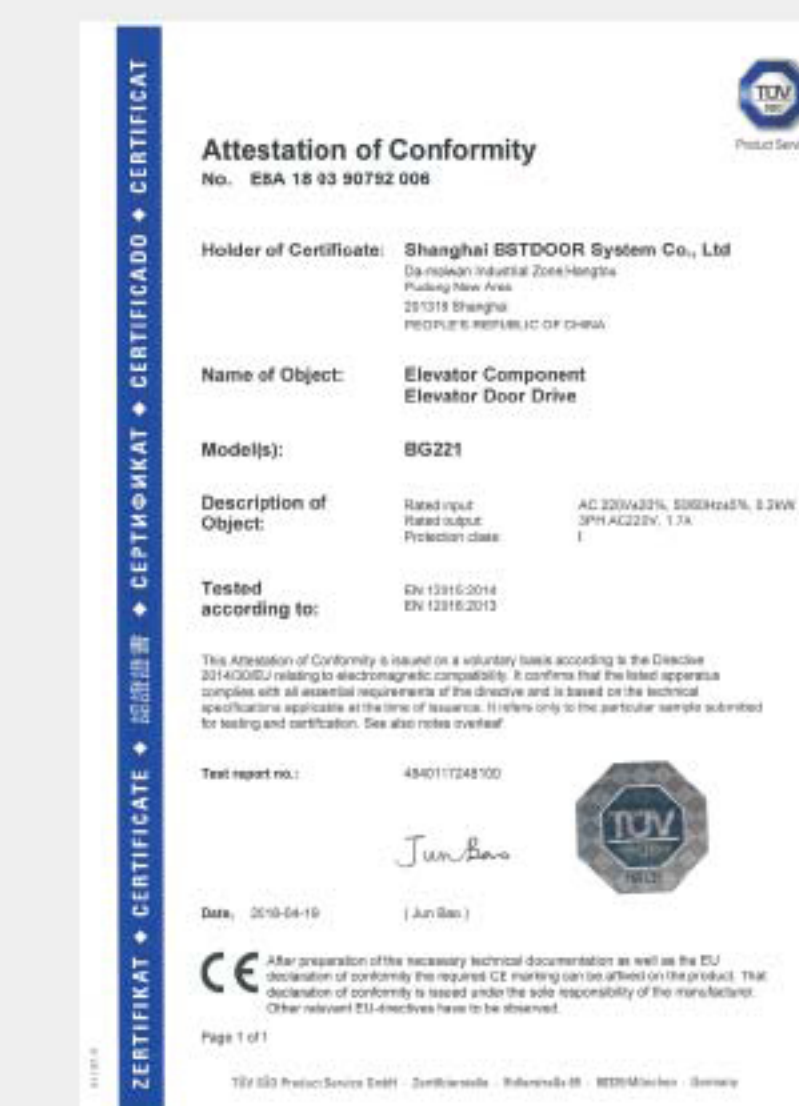 ZERTIFIKAT ◆ CERTIFICATE ◆ 認證證書 ◆ СЕРТИФИКАТ ◆ CERTIFICADO ◆ CERTIFICAT
TÜV
Product Serv
Attestation of Conformity
No. E8A 18 03 90792 006
Holder of Certificate: Shanghai BSTDOOR System Co., Ltd
Industrial Zone
Pudong New Area
Shanghai
PEOPLE'S REPUBLIC OF CHINA
Name of Object: Elevator Component
Elevator Door Drive
Model(s): BG221
Description of Object:
Rated input AC 220V±20%, 50/60Hz±5%, 0.2kW
Rated output 3PH AC220V, 1.7A
Protection class I
Tested according to:
EN 12015:2014
EN 12016:2013
This Attestation of Conformity is issued on a voluntary basis according to the Directive
2014/30/EU relating to electromagnetic compatibility. It confirms that the listed apparatus
complies with all essential requirements of the directive and is based on the technical
specifications applicable at the time of issuance. It refers only to the particular sample submitted
for testing and certification. See also notes overleaf
Test report no.: 4840117248100
TÜV
Jun Bao
Date, 2018-04-19
( Jun Bao )
CE
After preparation of the necessary technical documentation as well as the EU
declaration of conformity the required CE marking can be affixed on the product. That
declaration of conformity is issued under the sole responsibility of the manufacturer.
Other relevant EU-directives have to be observed.
Page 1 of 1
TÜV SÜD Product Service GmbH · Zertifizierstelle · München · Germany